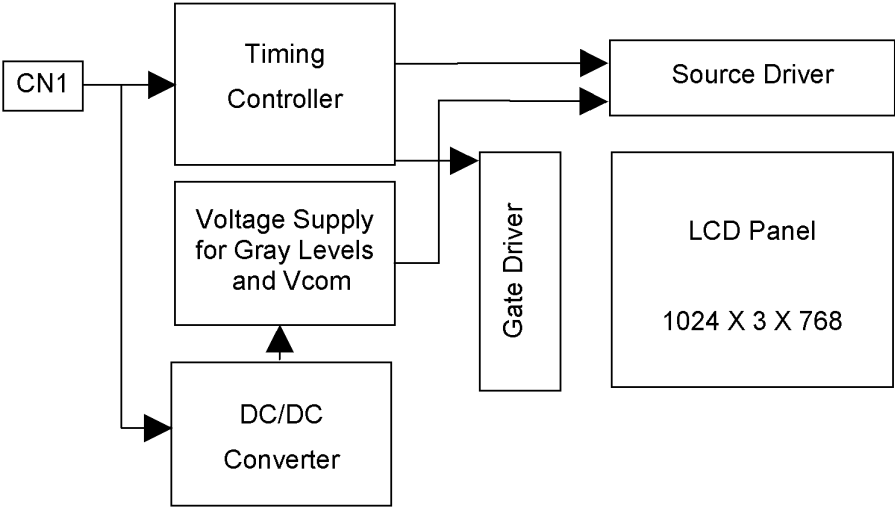 CN1
Timing
Controller
Source Driver
Voltage Supply
for Gray Levels
and Vcom
Gate Driver
LCD Panel
1024 X 3 X 768
DC/DC
Converter